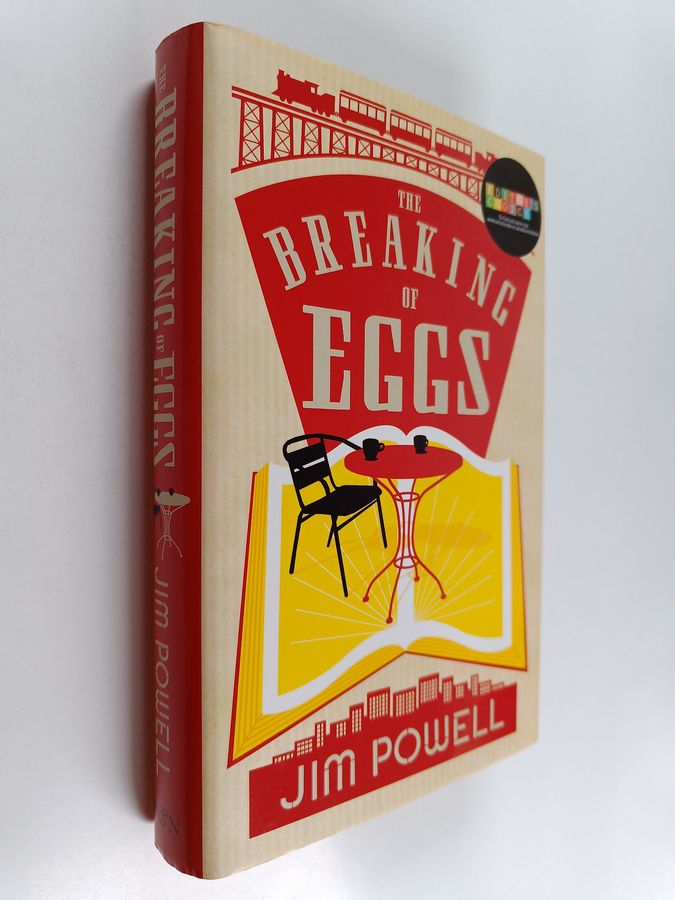 THE BREAKING OF EGGS JIM POWELL
THE
BREAKING
OF
EGGS
JIM POWELL